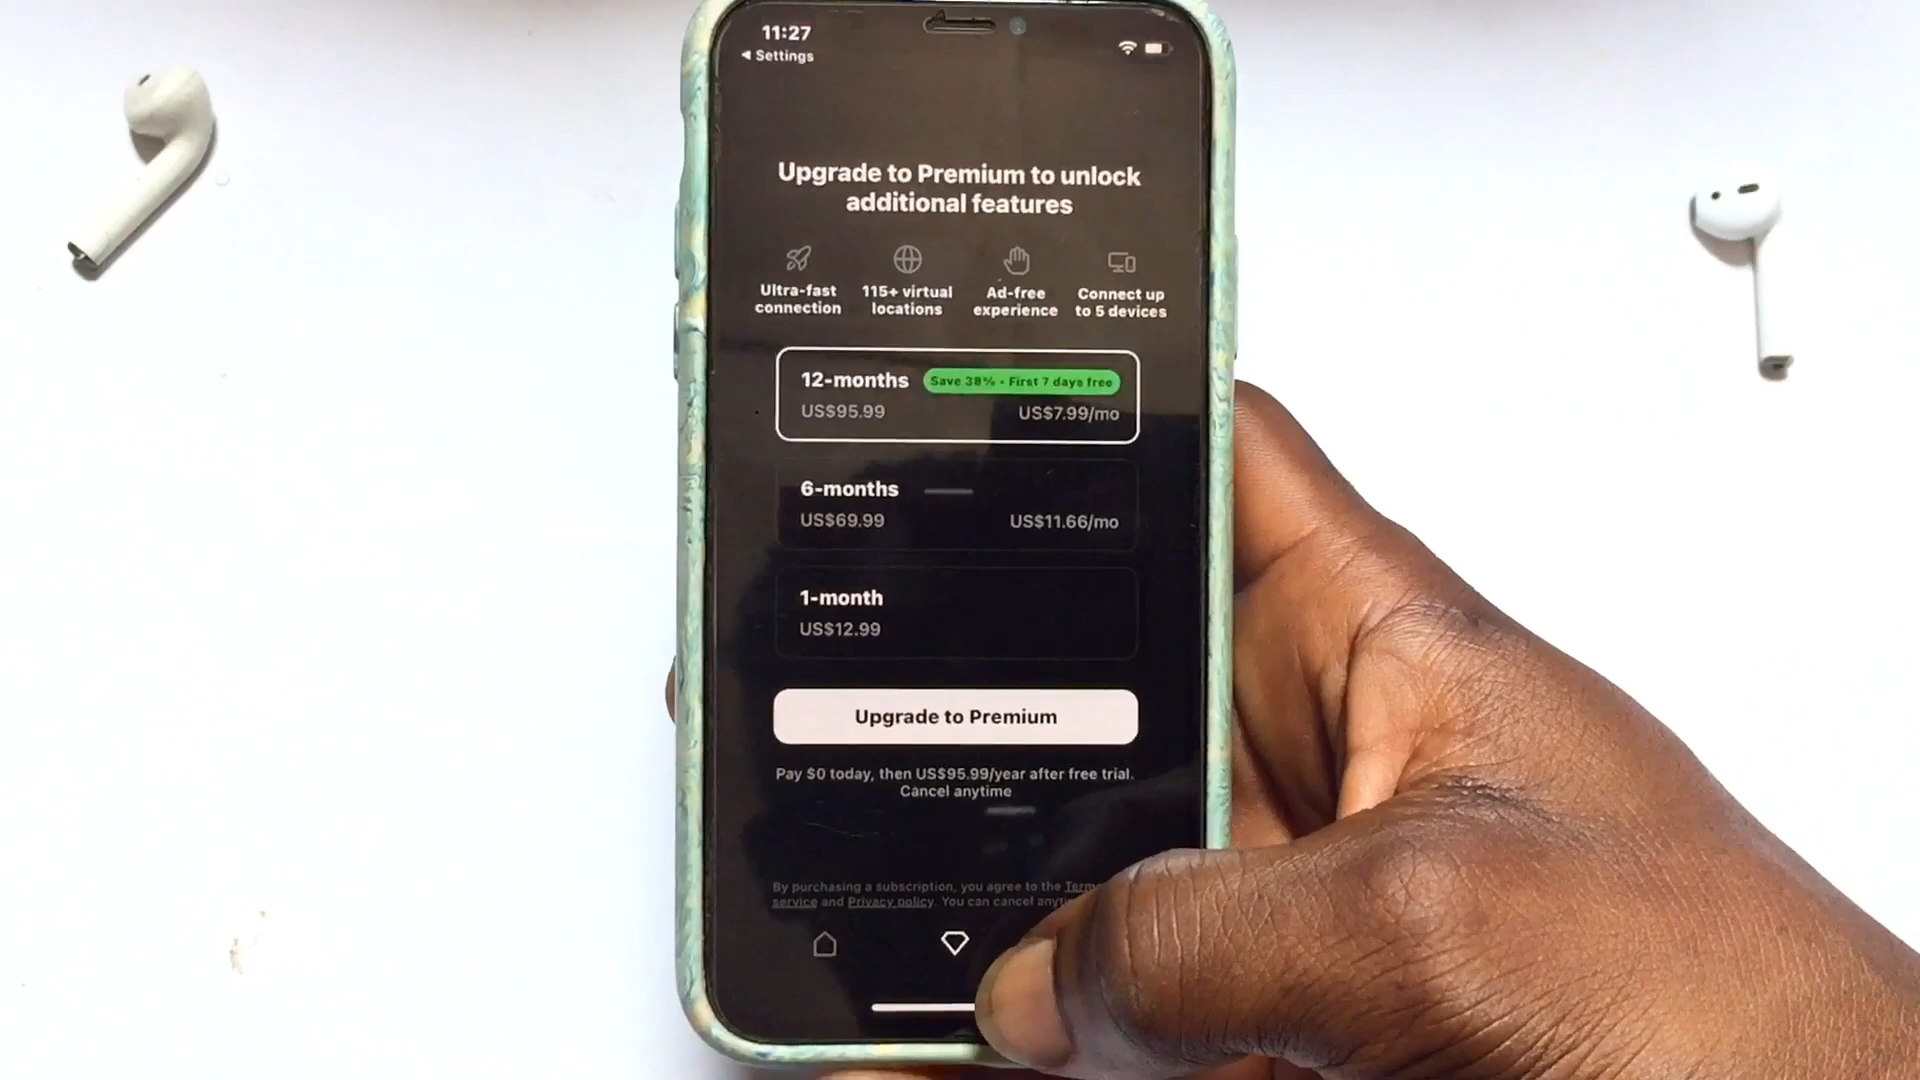 11:27
◀ Settings
Upgrade to Premium to unlock
additional features
Ultra-fast
connection
115+ virtual
locations
Ad-free
experience
Connect up
to 5 devices
12-months
Save 38% • First 7 days free
US$95.99
US$7.99/mo
6-months
US$69.99
US$11.66/mo
1-month
US$12.99
Upgrade to Premium
Pay $0 today, then US$95.99/year after free trial.
Cancel anytime
By purchasing a subscription, you agree to the
service and Privacy policy. You can cancel